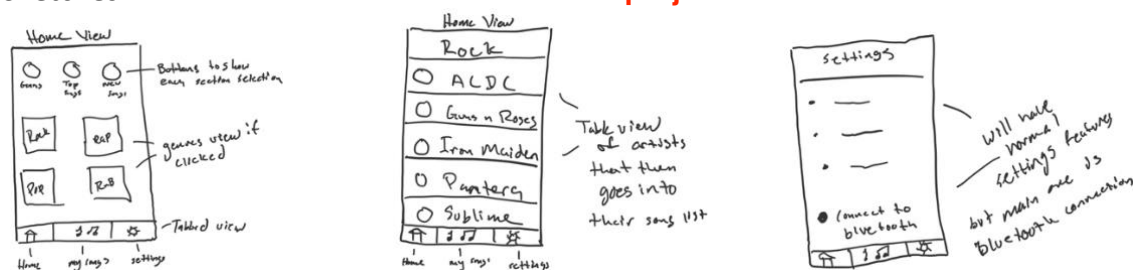 Home View
Genres
Top
Songs
New
Songs
Buttons to show
each section selection
Rock
Rap
genres view if
clicked
Pop
RnB
Tabbed view
Home
my songs
settings
Home View
Rock
ACDC
Guns n Roses
Iron Maiden
Pantera
Sublime
Table view
of artists
that then
goes into
their song list
Home
my songs
settings
settings
Connect to
bluetooth
will have
normal
settings features
but main one is
bluetooth connection